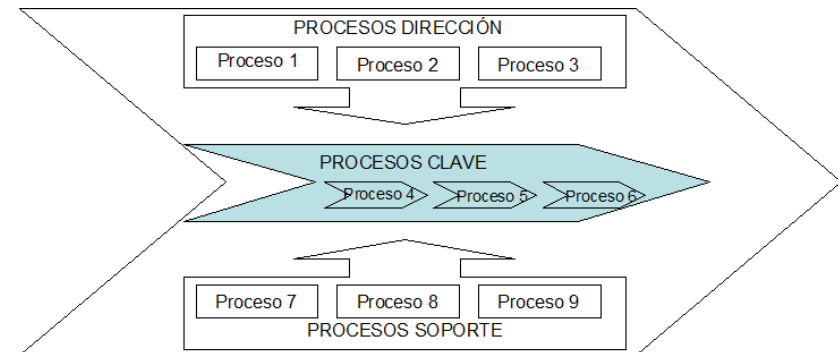 PROCESOS DIRECCIÓN
Proceso 1 Proceso 2 Proceso 3
PROCESOS CLAVE
Proceso 4 Proceso 5 Proceso 6
Proceso 7 Proceso 8 Proceso 9
PROCESOS SOPORTE